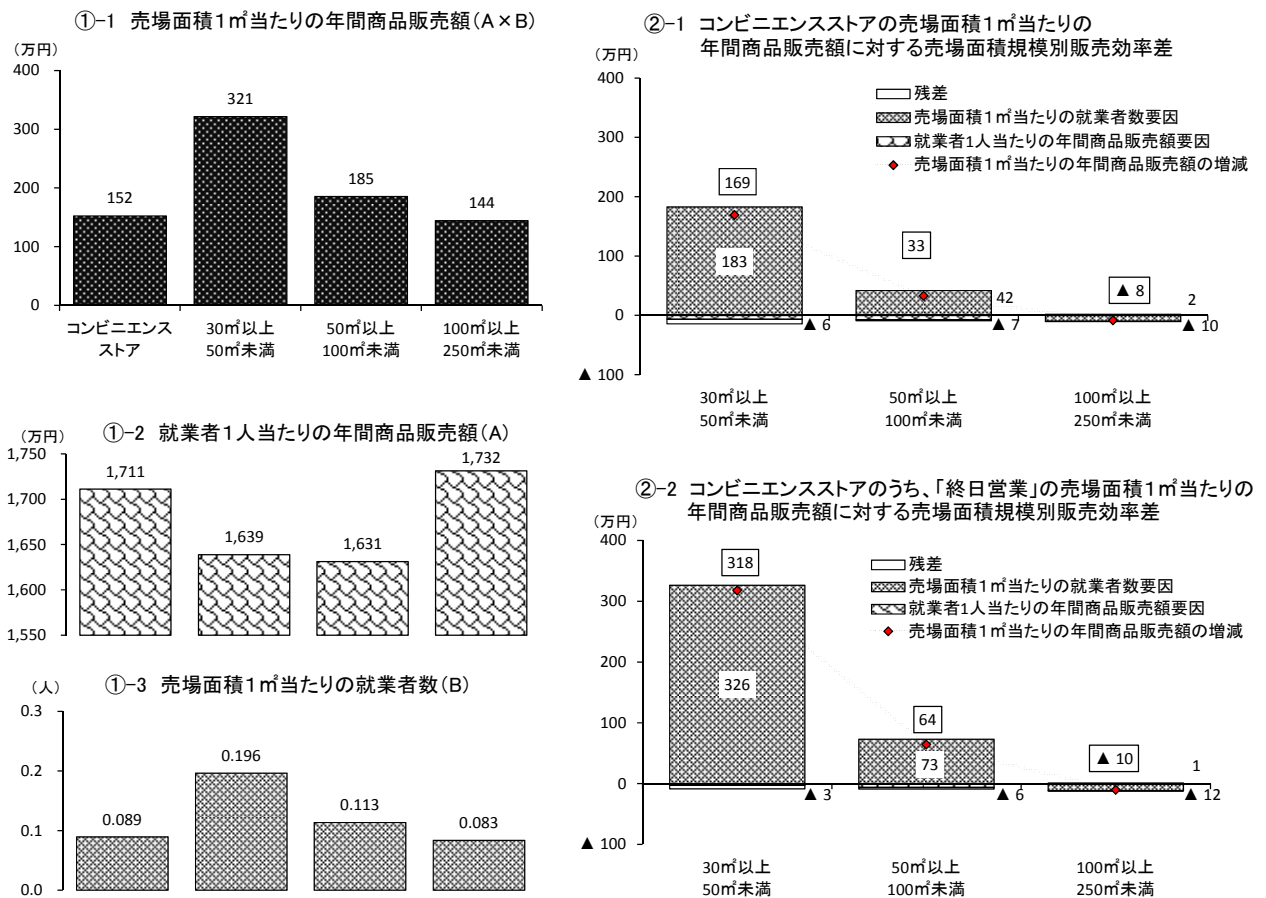 ①-1 売場面積1㎡当たりの年間商品販売額(A×B)
(万円)
400
300
200
100
0
152
321
185
144
コンビニエンス
ストア
30㎡以上
50㎡未満
50㎡以上
100㎡未満
100㎡以上
250㎡未満
①-2 就業者1人当たりの年間商品販売額(A)
(万円)
1,750
1,700
1,650
1,600
1,550
1,711
1,639
1,631
1,732
①-3 売場面積1㎡当たりの就業者数(B)
(人)
0.3
0.2
0.1
0.0
0.089
0.196
0.113
0.083
②-1 コンビニエンスストアの売場面積1㎡当たりの
年間商品販売額に対する売場面積規模別販売効率差
(万円)
400
300
200
100
0
▲ 100
残差
売場面積1㎡当たりの就業者数要因
就業者1人当たりの年間商品販売額要因
売場面積1㎡当たりの年間商品販売額の増減
169
183
▲ 6
33
42
▲ 7
▲ 8
2
▲ 10
30㎡以上
50㎡未満
50㎡以上
100㎡未満
100㎡以上
250㎡未満
②-2 コンビニエンスストアのうち、「終日営業」の売場面積1㎡当たりの
年間商品販売額に対する売場面積規模別販売効率差
(万円)
400
300
200
100
0
▲ 100
残差
売場面積1㎡当たりの就業者数要因
就業者1人当たりの年間商品販売額要因
売場面積1㎡当たりの年間商品販売額の増減
318
326
▲ 3
64
73
▲ 6
▲ 10
1
▲ 12
30㎡以上
50㎡未満
50㎡以上
100㎡未満
100㎡以上
250㎡未満